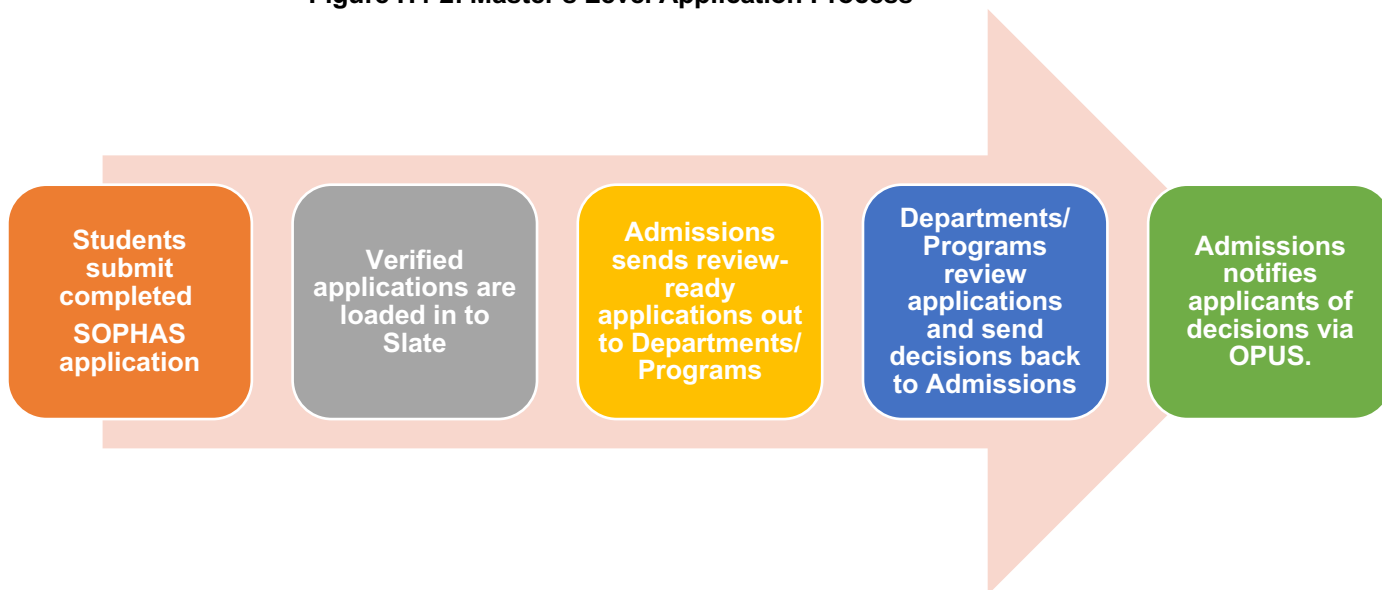 Students
submit
completed
SOPHAS
application
Verified
applications are
loaded in to
Slate
Admissions
sends review-
ready
applications out
to Departments/
Programs
Departments/
Programs
review
applications
and send
decisions back
to Admissions
Admissions
notifies
applicants of
decisions via
OPUS.